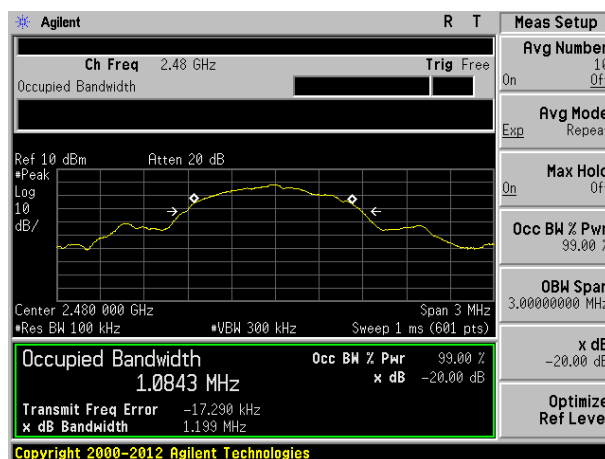 Agilent R T Meas Setup
Avg Number
On
Ch Freq 2.48 GHz Trig Free
Occupied Bandwidth
Avg Mode
Exp Repeat
Ref 10 dBm Atten 20 dB
#Peak
Log
10
dB/
Max Hold
On
Occ BW % Pwr
99.00 %
OBW Span
3.00000000 MHz
Center 2.480 000 GHz Span 3 MHz
#Res BW 100 kHz #VBW 300 kHz Sweep 1 ms (601 pts)
Occupied Bandwidth
1.0843 MHz
Occ BW % Pwr 99.00 %
x dB -20.00 dB
Transmit Freq Error -17.290 kHz
x dB Bandwidth 1.199 MHz
x dB
-20.00 dB
Optimize
Ref Level
Copyright 2000-2012 Agilent Technologies